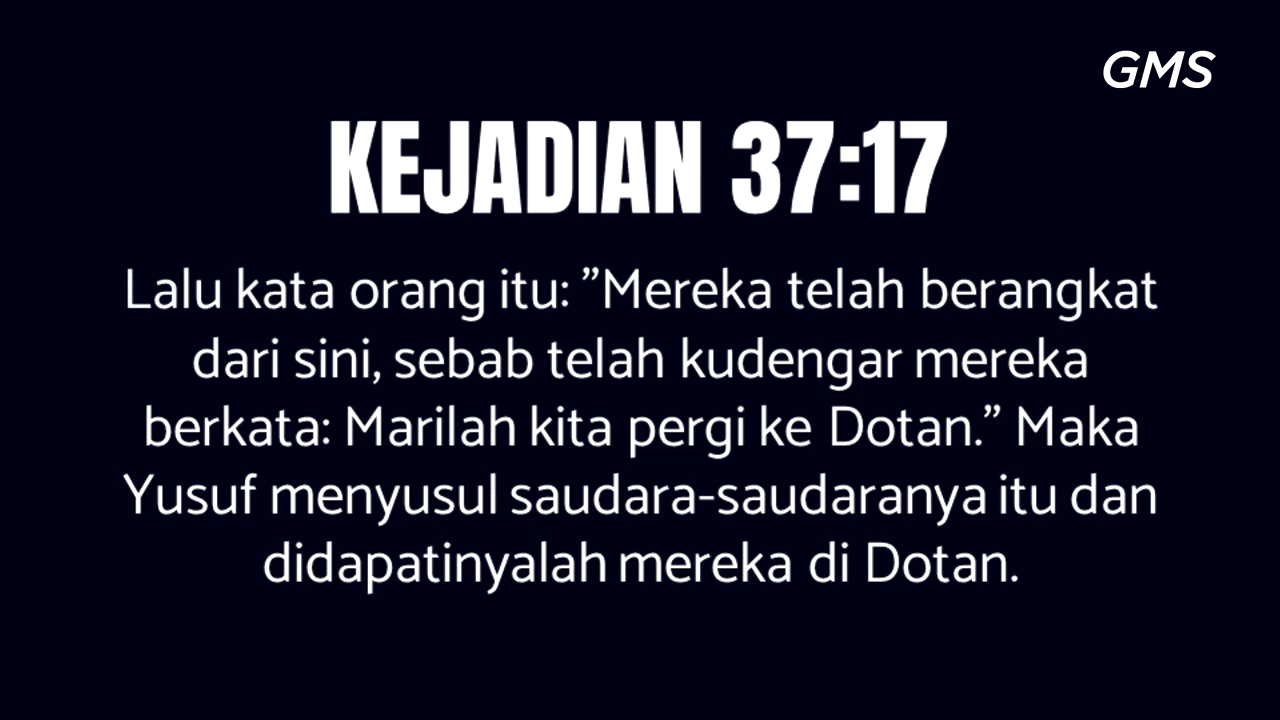 GMS
KEJADIAN 37:17
Lalu kata orang itu: ”Mereka telah berangkat
dari sini, sebab telah kudengar mereka
berkata: Marilah kita pergi ke Dotan.” Maka
Yusuf menyusul saudara-saudaranya itu dan
didapatinyalah mereka di Dotan.